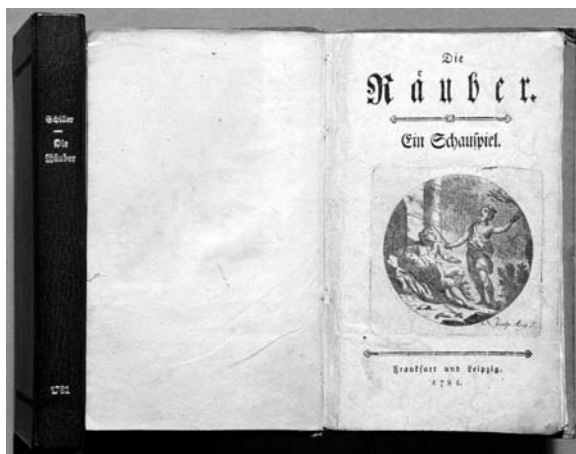 Schiller
—
Die
Räuber
1781
Die
Räuber.
Ein Schauspiel.
Frankfurt und Leipzig.
1781.